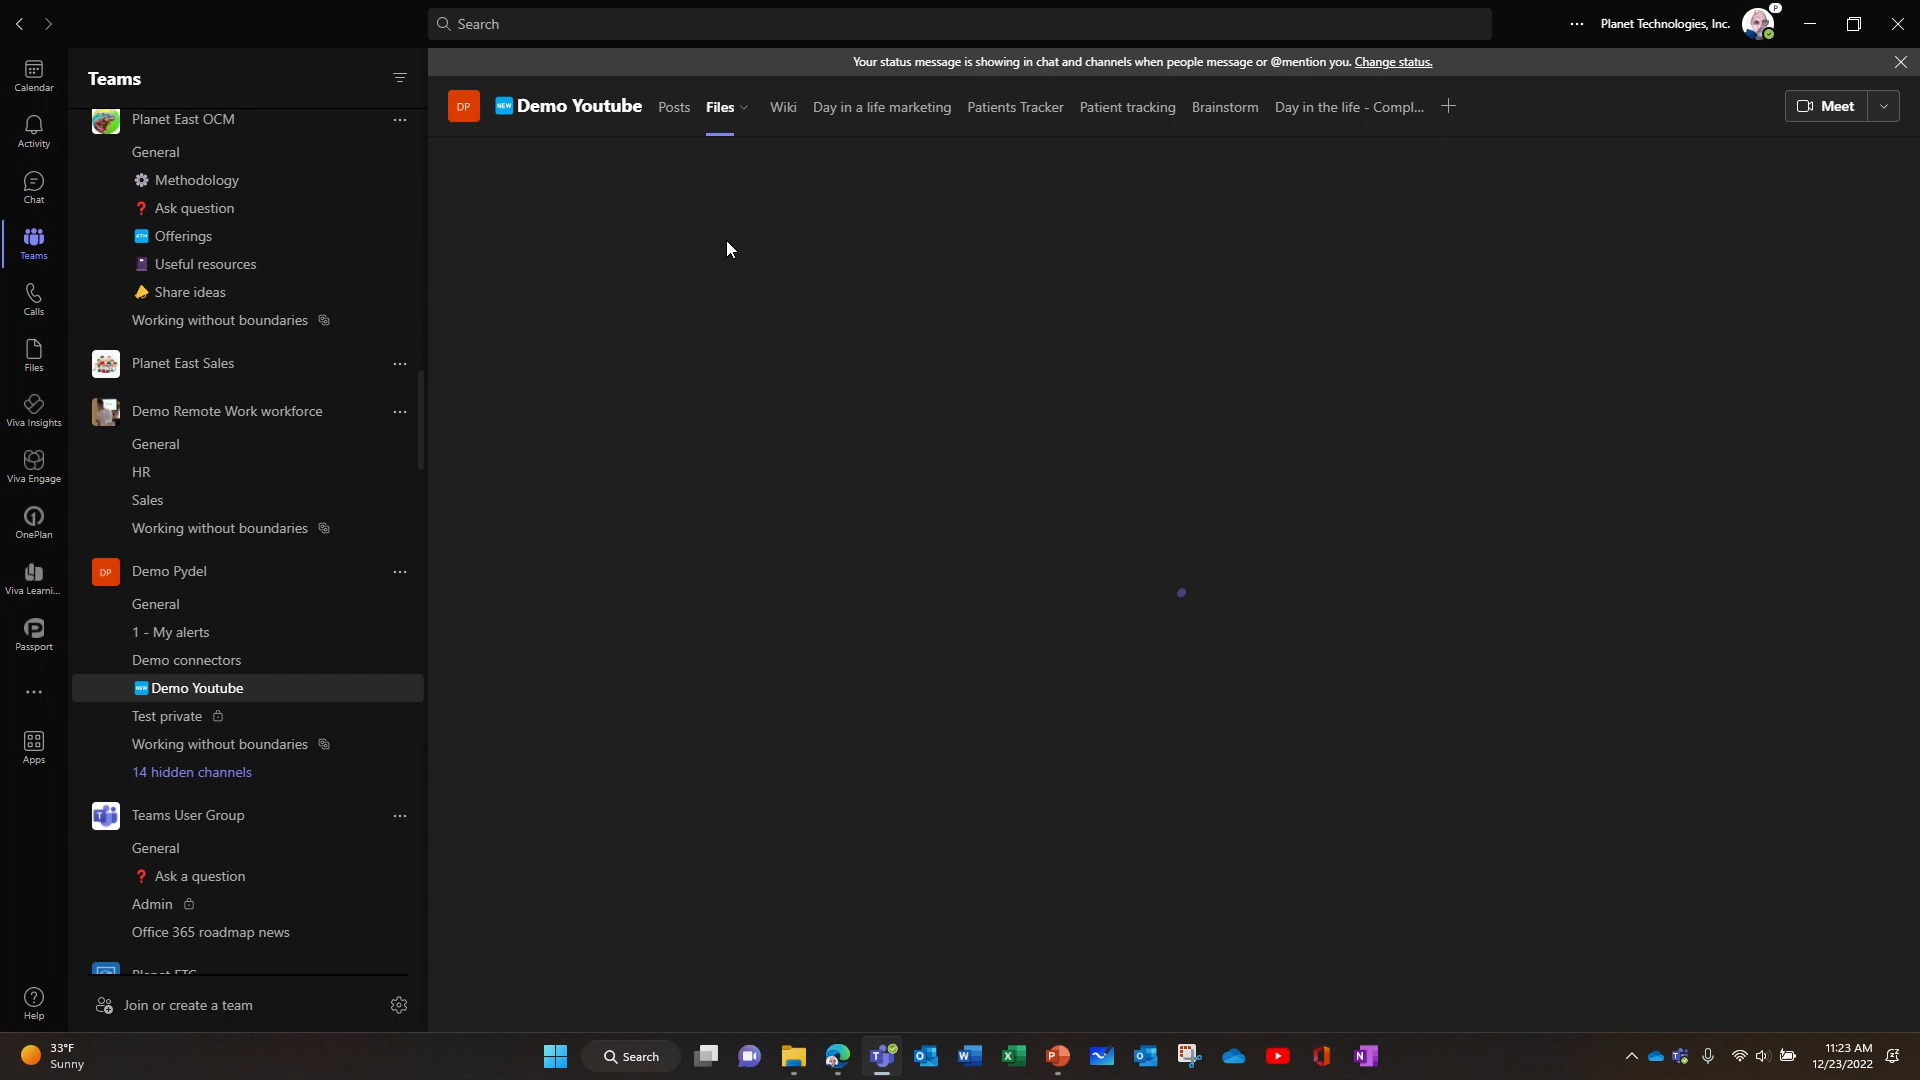 Search
Planet Technologies, Inc.
P
Your status message is showing in chat and channels when people message or @mention you. Change status.
Calendar
Activity
Chat
Teams
Calls
Files
Viva Insights
Viva Engage
OnePlan
Viva Learni...
Passport
Apps
Help
Teams
Planet East OCM
General
Methodology
Ask question
Offerings
Useful resources
Share ideas
Working without boundaries
Planet East Sales
Demo Remote Work workforce
General
HR
Sales
Working without boundaries
DP Demo Pydel
General
1 - My alerts
Demo connectors
NEW Demo Youtube
Test private
Working without boundaries
14 hidden channels
Teams User Group
General
Ask a question
Admin
Office 365 roadmap news
Join or create a team
DP NEW Demo Youtube Posts Files Wiki Day in a life marketing Patients Tracker Patient tracking Brainstorm Day in the life - Compl...
Meet
33°F
Sunny
Search
11:23 AM
12/23/2022